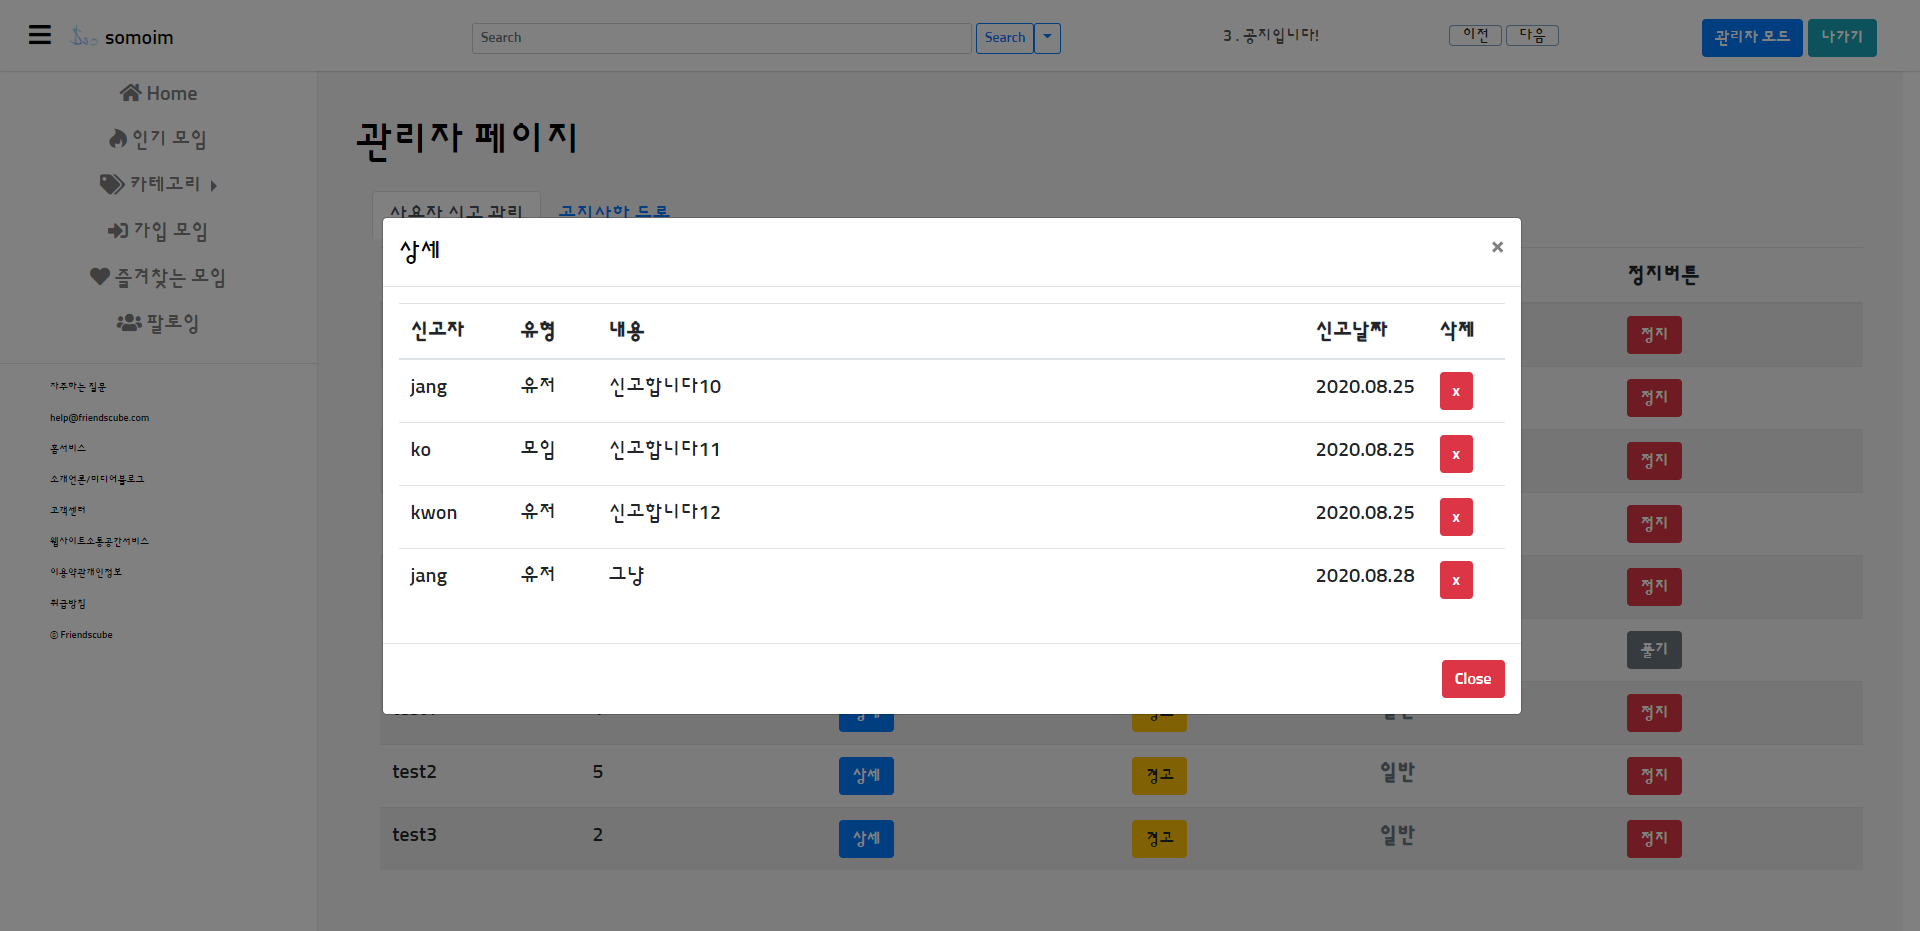 somoim
Search
Search
3 . 공지입니다!
이전
다음
관리자 모드
나가기
Home
인기 모임
카테고리
가입 모임
즐겨찾는 모임
팔로잉
자주하는 질문
help@friendscube.com
홈서비스
소개언론/미디어블로그
고객센터
웹사이트소통공간서비스
이용약관개인정보
취급방침
© Friendscube
관리자 페이지
사용자 신고 관리
공지사항 등록
상세
×
신고자 유형 내용 신고날짜 삭제
jang 유저 신고합니다10 2020.08.25 x
ko 모임 신고합니다11 2020.08.25 x
kwon 유저 신고합니다12 2020.08.25 x
jang 유저 그냥 2020.08.28 x
Close
정지버튼
정지
정지
정지
정지
정지
풀기
상세 경고 일반 정지
test2 5 상세 경고 일반 정지
test3 2 상세 경고 일반 정지